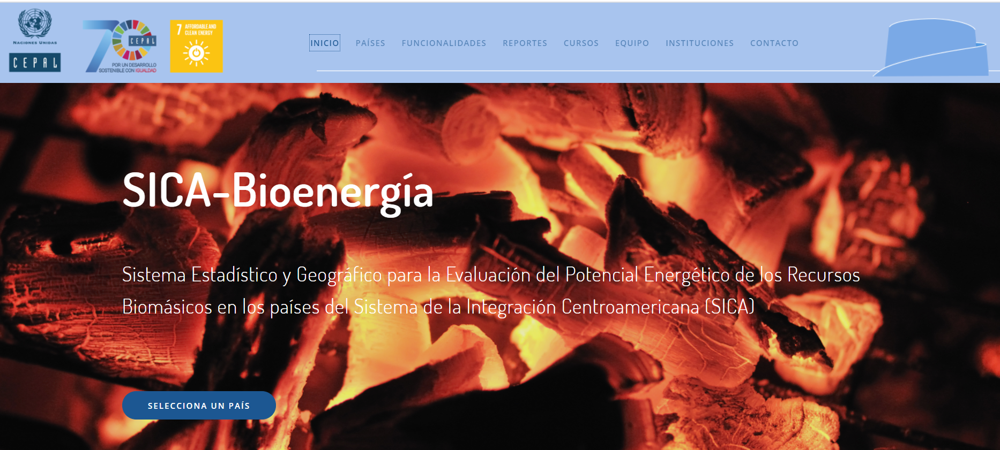 NACIONES UNIDAS
CEPAL
70
CEPAL
POR UN DESARROLLO
SOSTENIBLE CON IGUALDAD
7 AFFORDABLE AND
CLEAN ENERGY
INICIO PAÍSES FUNCIONALIDADES REPORTES CURSOS EQUIPO INSTITUCIONES CONTACTO
SICA-Bioenergía
Sistema Estadístico y Geográfico para la Evaluación del Potencial Energético de los Recursos
Biomásicos en los países del Sistema de la Integración Centroamericana (SICA)
SELECCIONA UN PAÍS